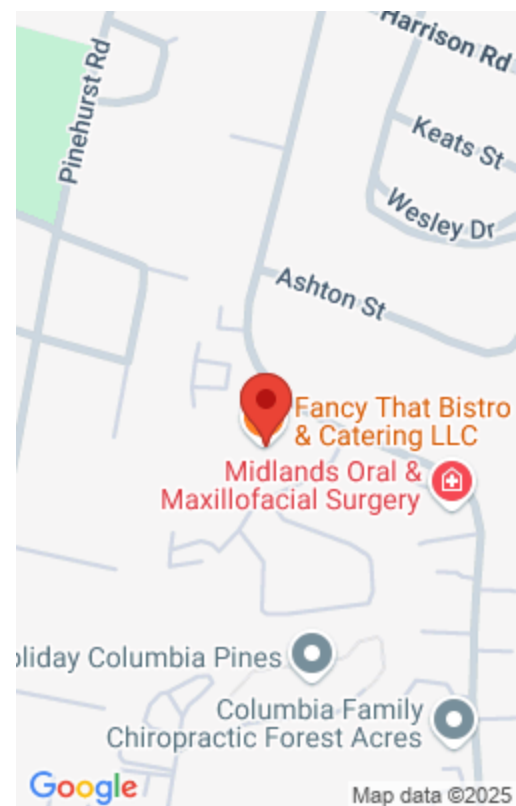 Harrison Rd
Pinehurst Rd
Keats St
Wesley Dr
Ashton St
Fancy That Bistro
& Catering LLC
Midlands Oral &
Maxillofacial Surgery
oliday Columbia Pines
Columbia Family
Chiropractic Forest Acres
Google
Map data ©2025